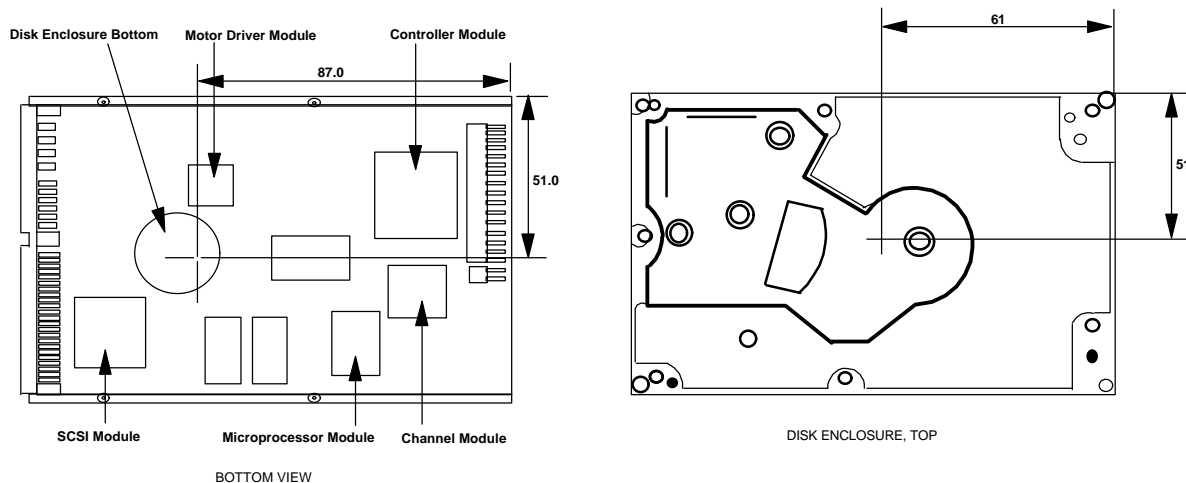 Disk Enclosure Bottom
Motor Driver Module
Controller Module
87.0
51.0
SCSI Module
Microprocessor Module
Channel Module
BOTTOM VIEW
61
51
DISK ENCLOSURE, TOP